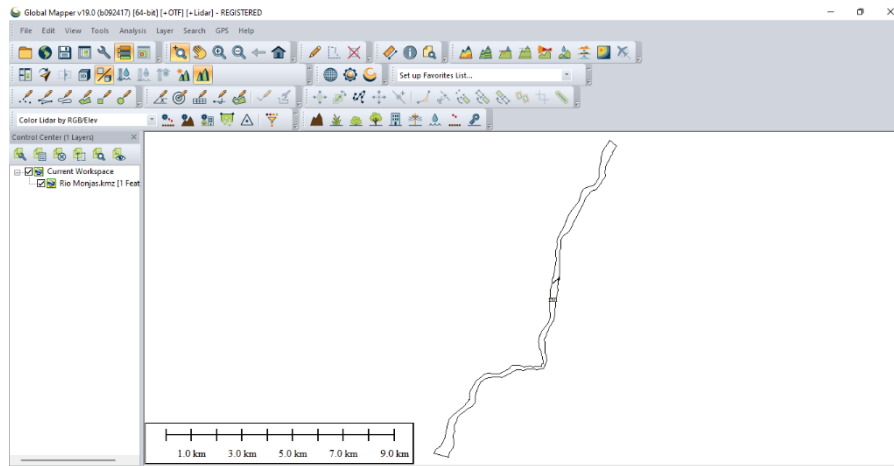 Global Mapper v19.0 (b092417) [64-bit] [+OTF] [+Lidar] - REGISTERED
File Edit View Tools Analysis Layer Search GPS Help
Set up Favorites List...
Color Lidar by RGB/Elev
Control Center (1 Layers)
Current Workspace
Rio Monjas.kmz [1 Feat
1.0 km 3.0 km 5.0 km 7.0 km 9.0 km